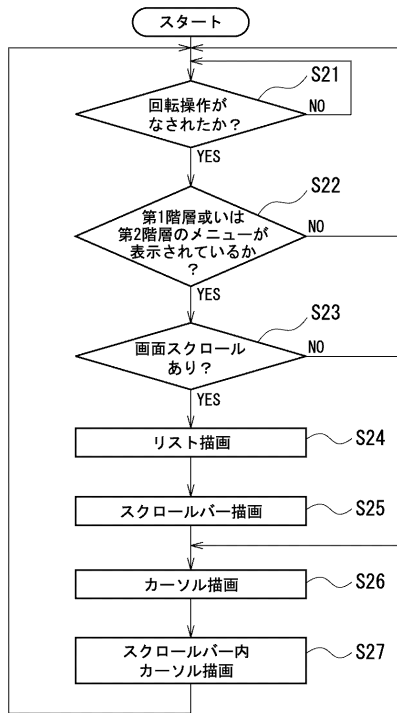 スタート
S21
回転操作が
なされたか？
NO
YES
S22
第1階層或いは
第2階層のメニューが
表示されているか
？
NO
YES
S23
画面スクロール
あり？
NO
YES
リスト描画
S24
スクロールバー描画
S25
カーソル描画
S26
スクロールバー内
カーソル描画
S27